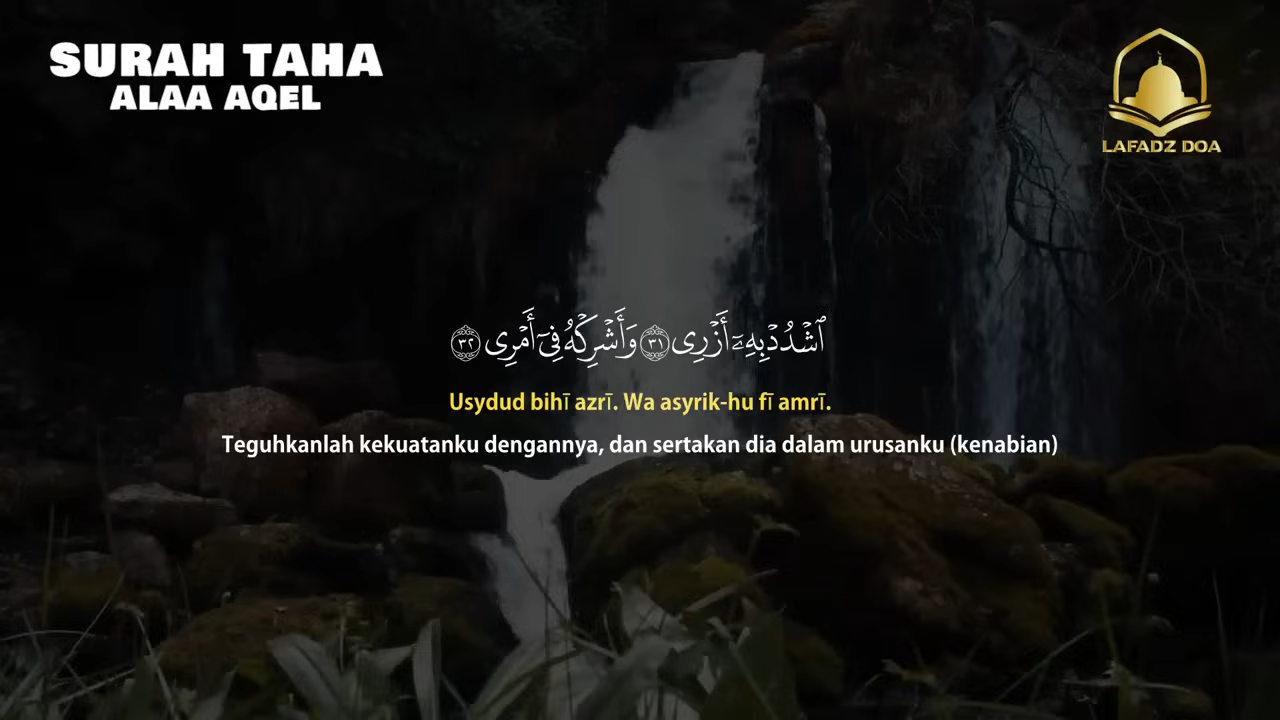 SURAH TAHA
ALAA AQEL
LAFADZ DOA
ٱشْدُدْ بِهِۦٓ أَزْرِى ٣١ وَأَشْرِكْهُ فِىٓ أَمْرِى ٣٢
Usydud bihī azrī. Wa asyrik-hu fī amrī.
Teguhkanlah kekuatanku dengannya, dan sertakan dia dalam urusanku (kenabian)